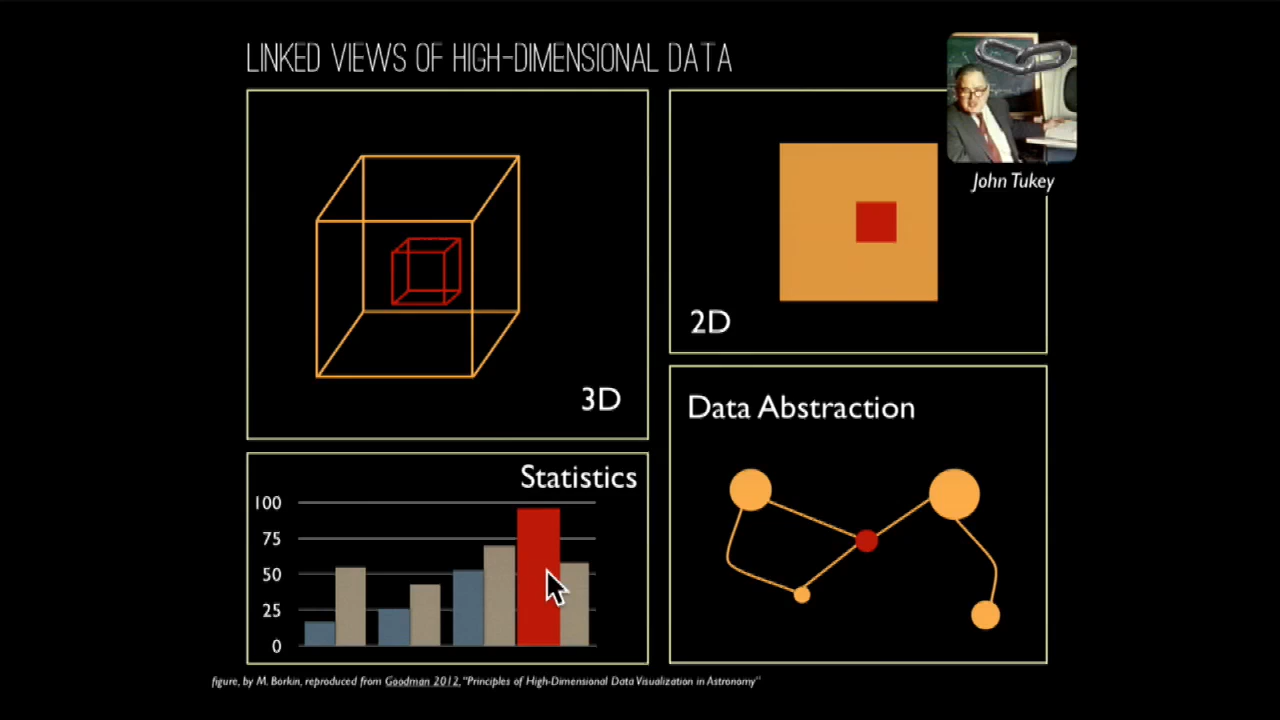 LINKED VIEWS OF HIGH-DIMENSIONAL DATA
John Tukey
3D
2D
Statistics
100
75
50
25
0
Data Abstraction
figure, by M. Borkin, reproduced from Goodman 2012, "Principles of High-Dimensional Data Visualization in Astronomy"